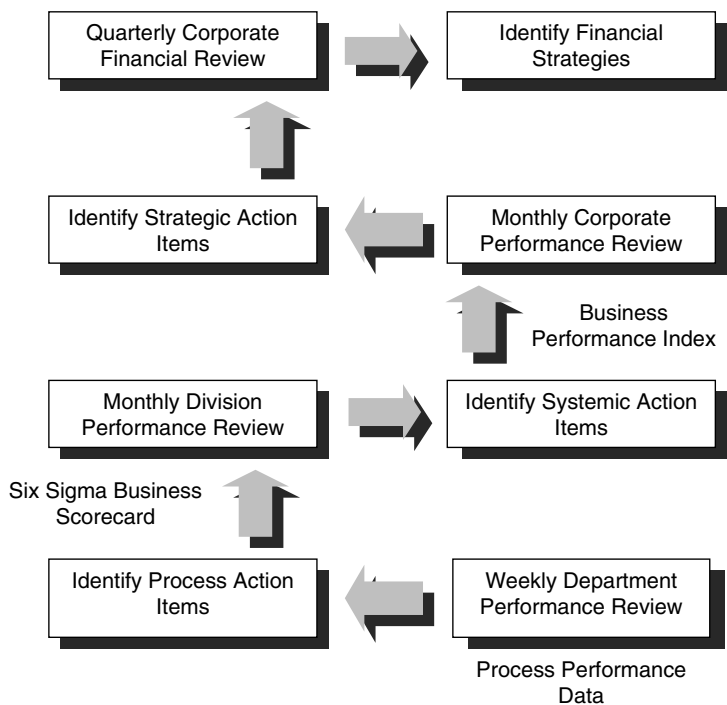 Quarterly Corporate
Financial Review
Identify Financial
Strategies
Identify Strategic Action
Items
Monthly Corporate
Performance Review
Business
Performance Index
Monthly Division
Performance Review
Identify Systemic Action
Items
Six Sigma Business
Scorecard
Identify Process Action
Items
Weekly Department
Performance Review
Process Performance
Data